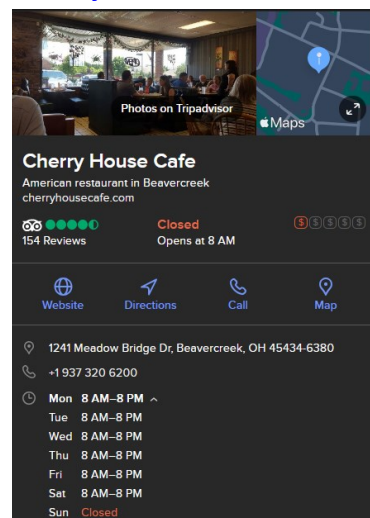 Photos on Tripadvisor
Maps
Cherry House Cafe
American restaurant in Beavercreek
cherryhousecafe.com
Closed
$ $ $ $ $
154 Reviews
Opens at 8 AM
Website
Directions
Call
Map
1241 Meadow Bridge Dr, Beavercreek, OH 45434-6380
+1 937 320 6200
Mon 8 AM–8 PM
Tue 8 AM–8 PM
Wed 8 AM–8 PM
Thu 8 AM–8 PM
Fri 8 AM–8 PM
Sat 8 AM–8 PM
Sun Closed